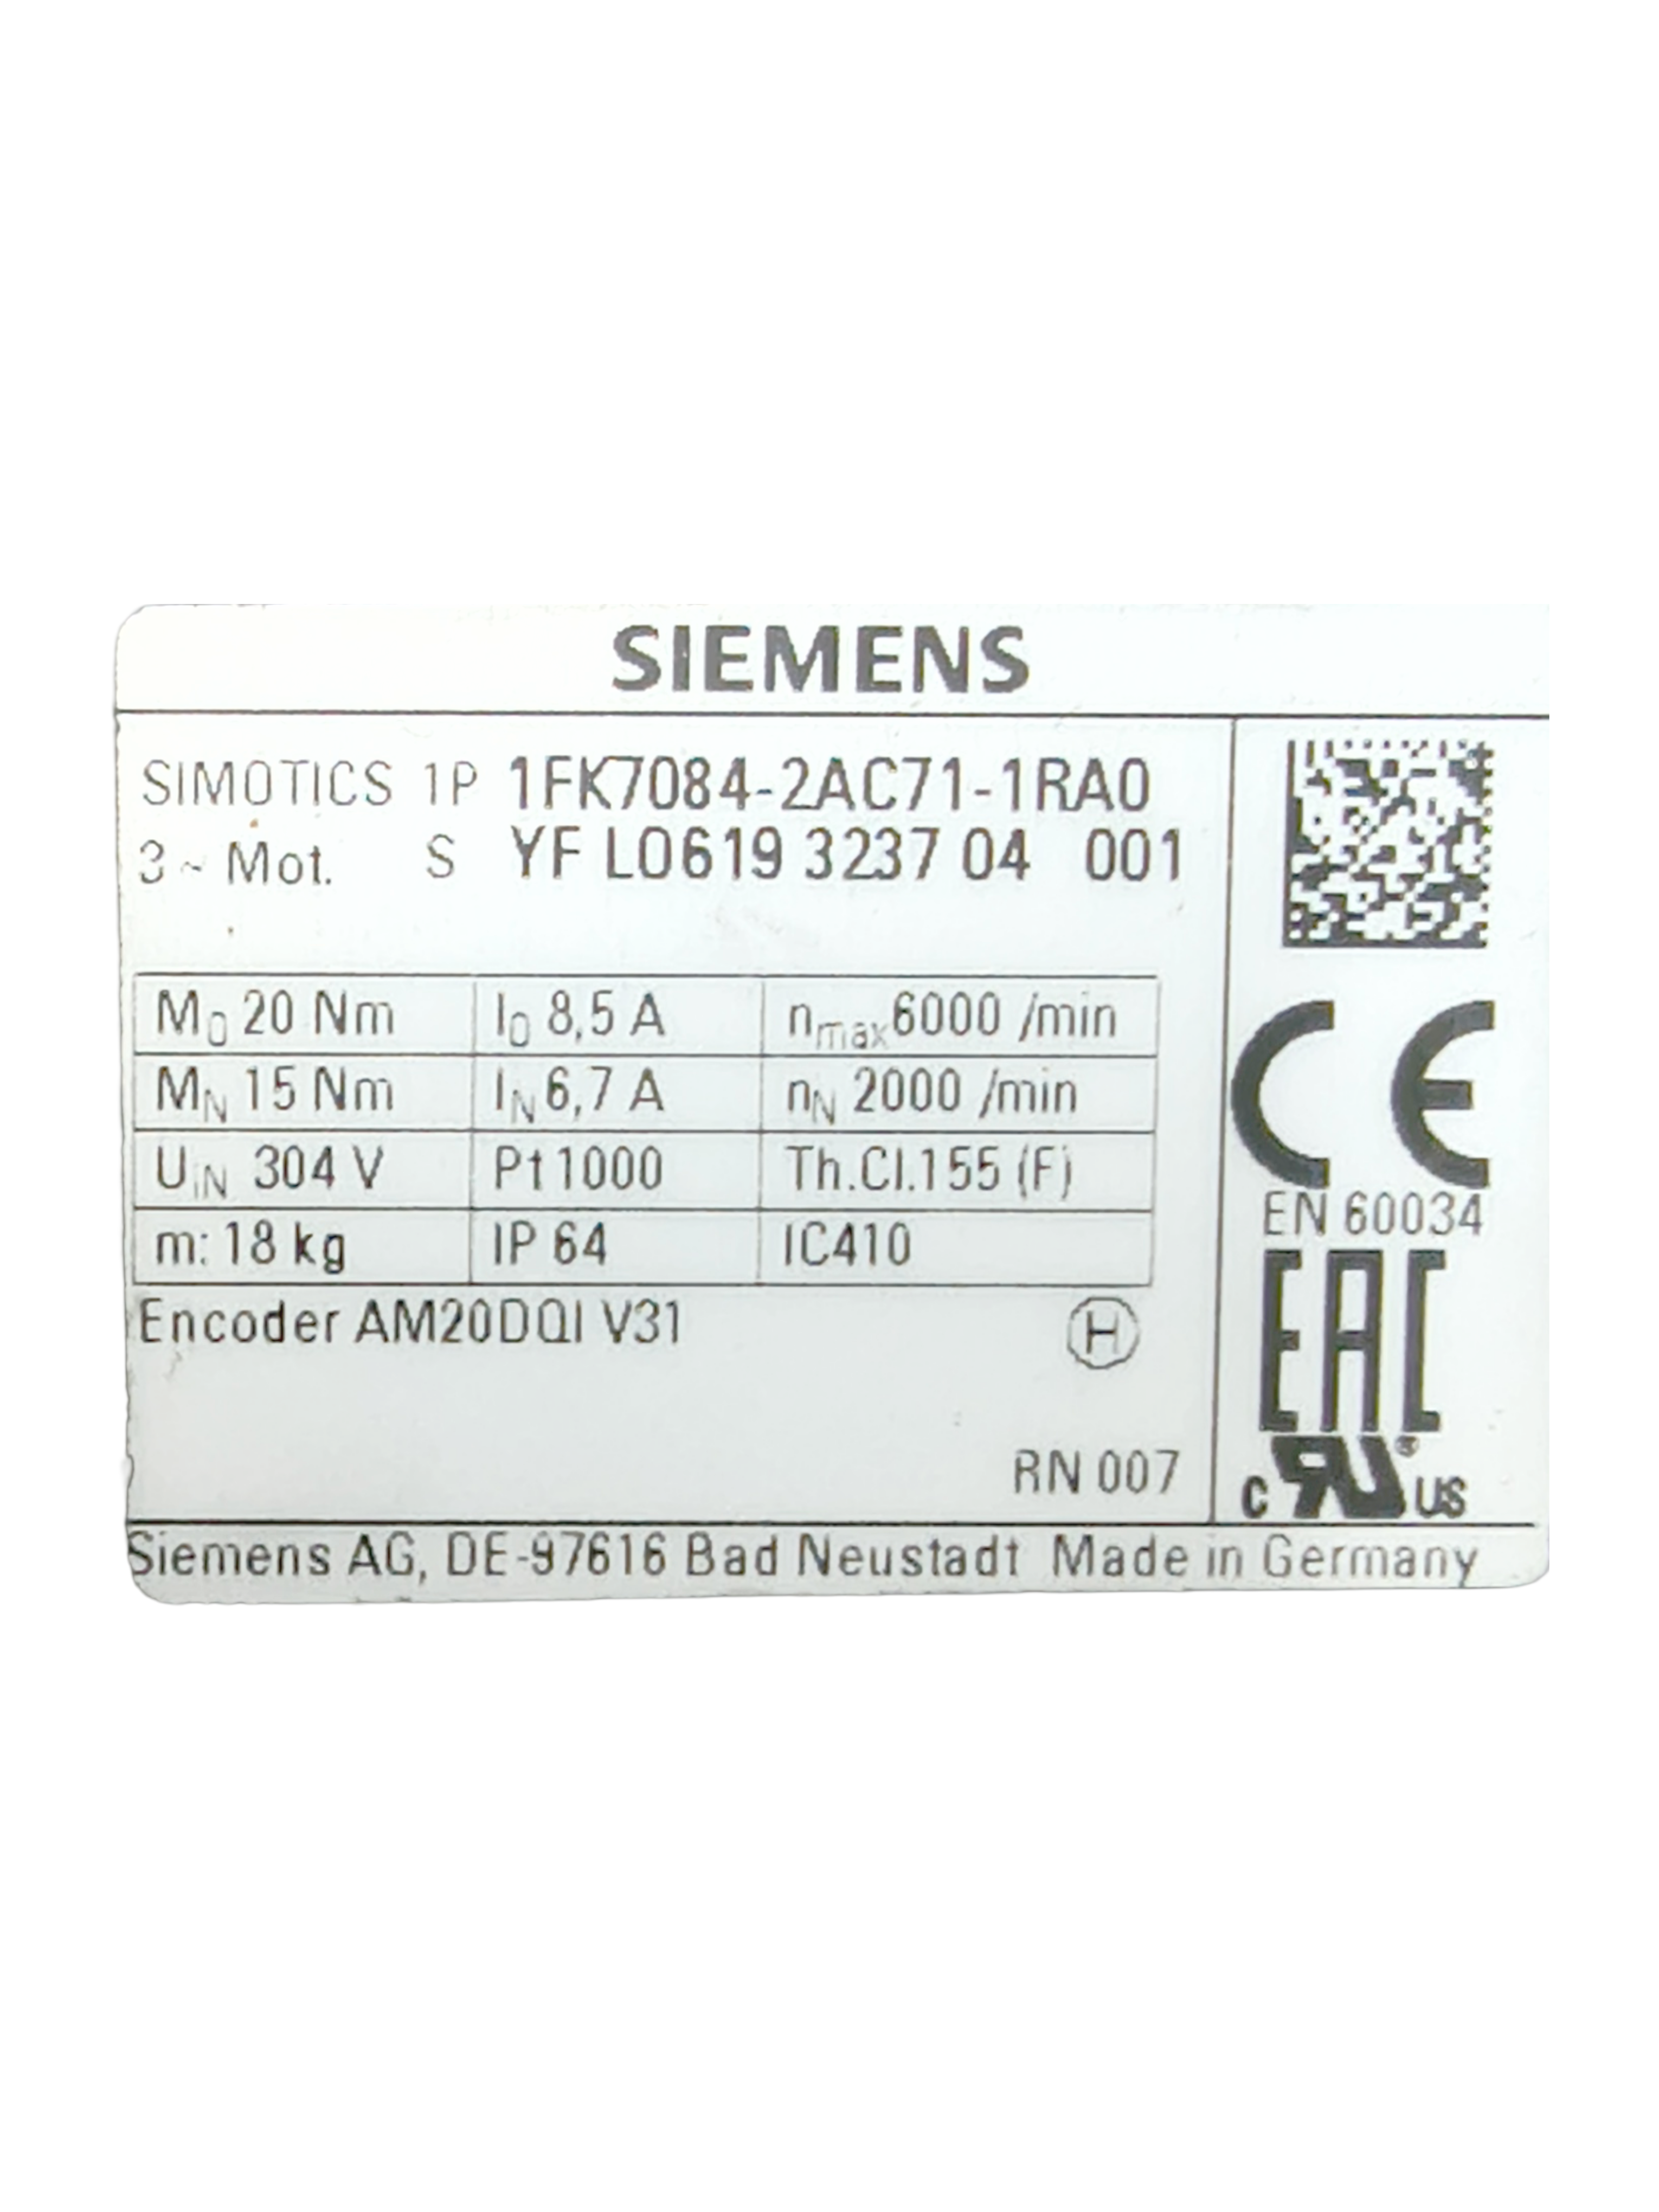 SIEMENS
SIMOTICS 1P 1FK7084-2AC71-1RA0
3 ~ Mot. S YF L0619 3237 04 001
M0 20 Nm I0 8,5 A nmax 6000 /min
MN 15 Nm IN 6,7 A nN 2000 /min
UiN 304 V Pt1000 Th.Cl.155 (F)
m: 18 kg IP 64 IC410
Encoder AM20DQI V31 H
RN 007
CE
EN 60034
EAC
c RU ® US
Siemens AG, DE-97616 Bad Neustadt Made in Germany